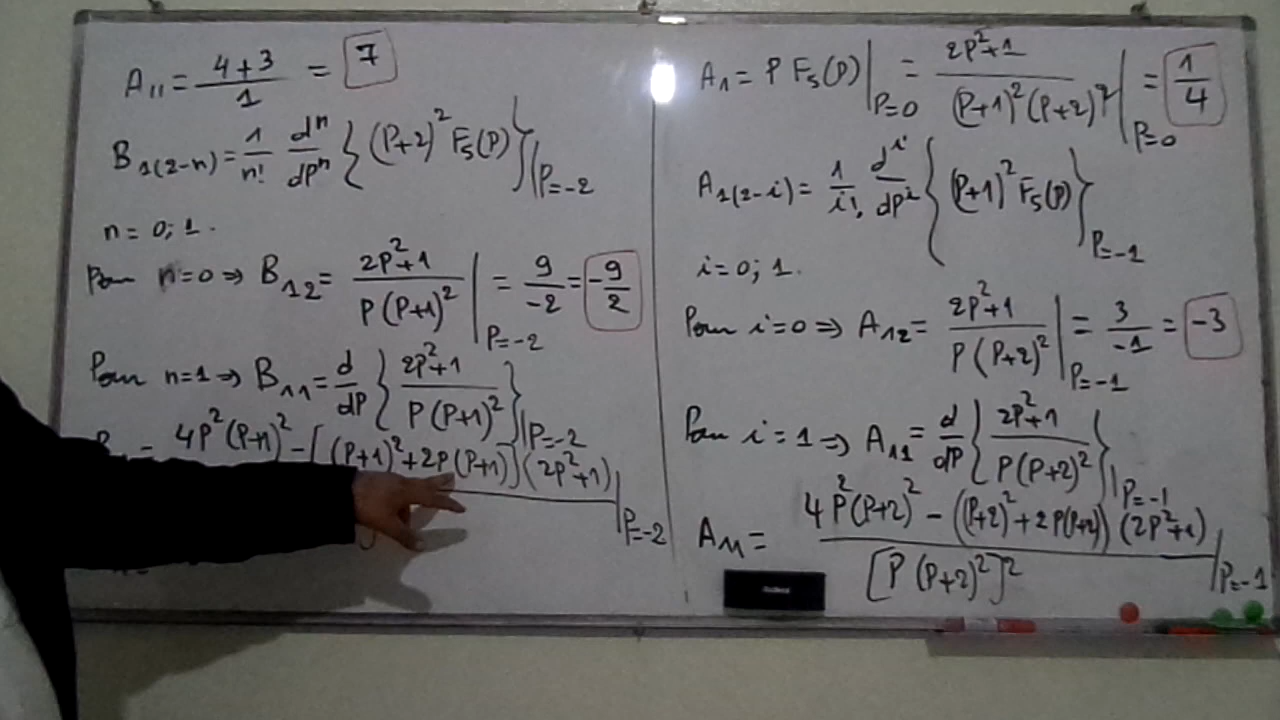 A₁₁ = (4+3)/1 = 7
B₁₍₂₋ₙ₎ = 1/n! dⁿ/dPⁿ {(P+2)² F₅(P)}|P=-2
n = 0; 1.
Pour n=0 ⇒ B₁₂ = (2P²+1)/(P(P+1)²)|P=-2 = 9/-2 = -9/2
Pour n=1 ⇒ B₁₁ = d/dP {(2P²+1)/(P(P+1)²)}|P=-2
= 4P²(P+1)² - [(P+1)²+2P(P+1)](2P²+1)|P=-2
A₁ = P F₅(P)|P=0 = (2P²+1)/((P+1)²(P+2)²)|P=0 = 1/4
A₁₍₂₋ᵢ₎ = 1/i! dⁱ/dPⁱ {(P+1)² F₅(P)}|P=-1
i=0; 1.
Pour i=0 ⇒ A₁₂ = (2P²+1)/(P(P+2)²)|P=-1 = 3/-1 = -3
Pour i=1 ⇒ A₁₁ = d/dP {(2P²+1)/(P(P+2)²)}|P=-1
A₁₁ = (4P²(P+2)² - ((P+2)²+2P(P+2))(2P²+1))/[P(P+2)²]²|P=-1